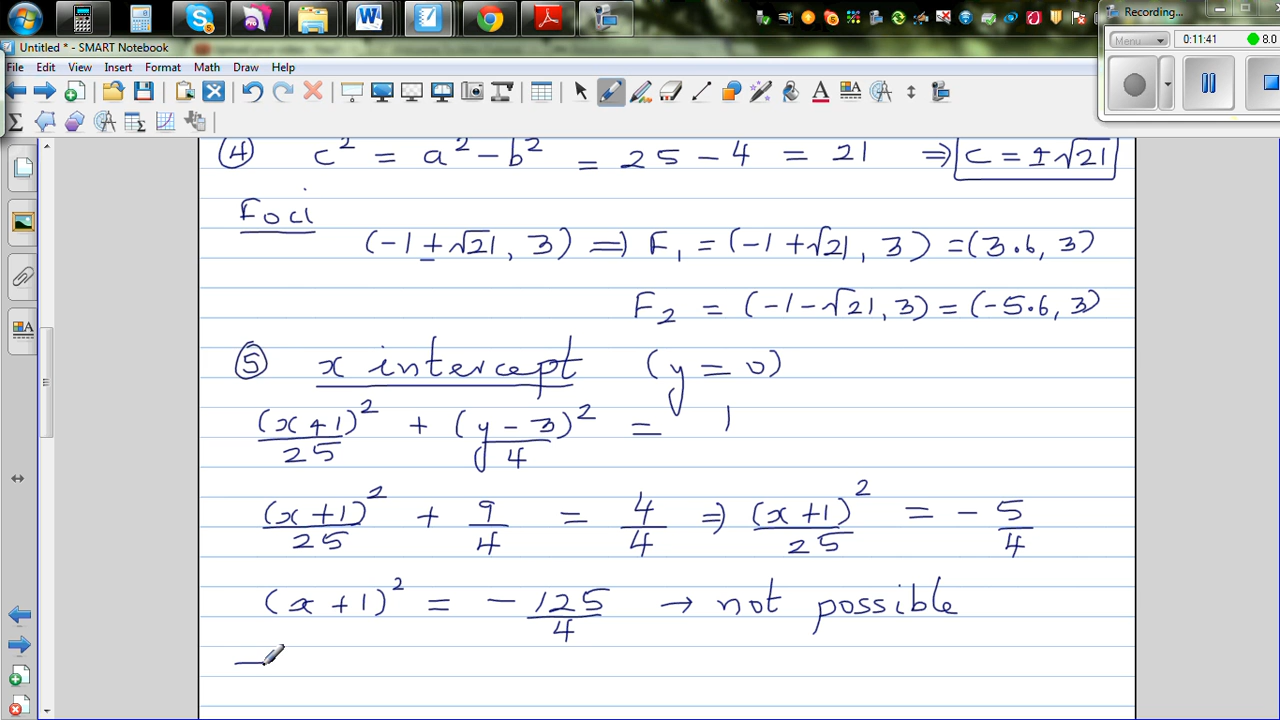 Untitled * - SMART Notebook
Recording...
File Edit View Insert Format Math Draw Help
Menu
0:11:41
8.0
④ c² = a² - b² = 25 - 4 = 21 ⇒ c = ±√21
Foci
(-1 ± √21, 3) ⇒ F₁ = (-1 + √21, 3) = (3.6, 3)
F₂ = (-1 - √21, 3) = (-5.6, 3)
⑤ x intercept (y = 0)
(x+1)²/25 + (y-3)²/4 = 1
(x+1)²/25 + 9/4 = 4/4 ⇒ (x+1)²/25 = -5/4
(x+1)² = -125/4 → not possible